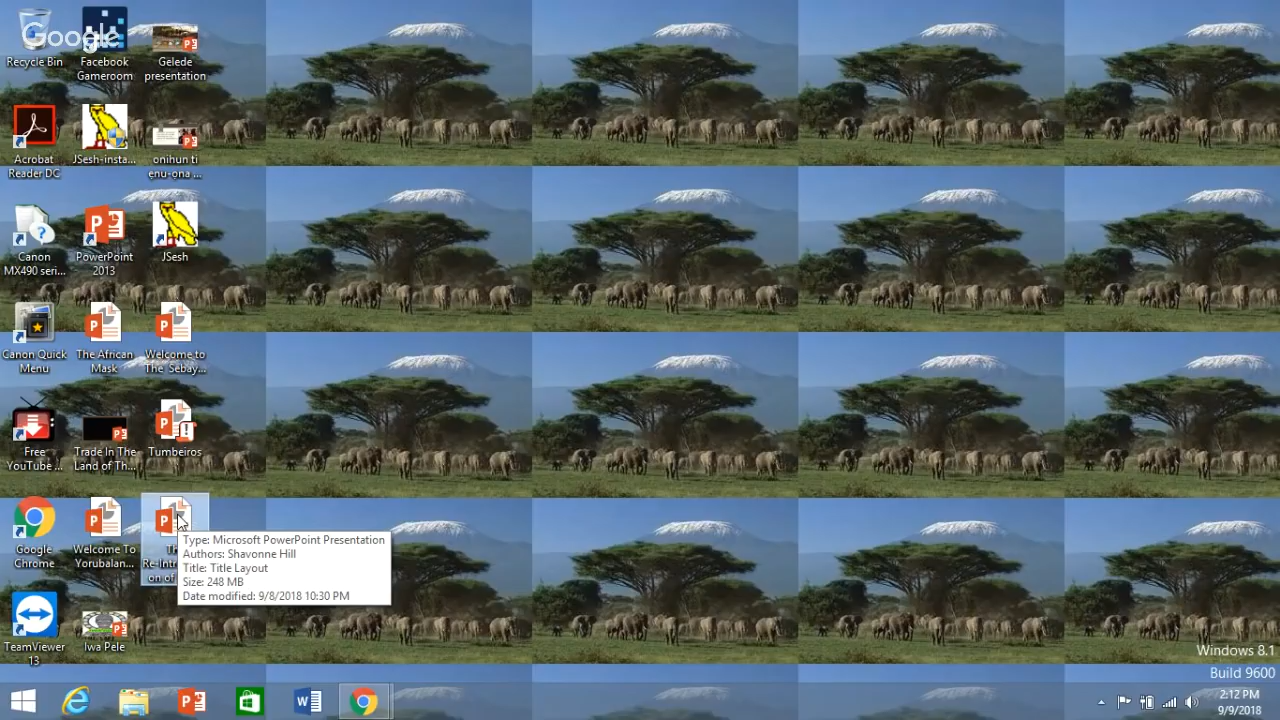 Google
Recycle Bin
Facebook
Gameroom
Gelede
presentation
Acrobat
Reader DC
JSesh-insta...
onihun ti
ẹnu-ọna ...
Canon
MX490 seri...
PowerPoint
2013
JSesh
Canon Quick
Menu
The African
Mask
Welcome to
The Sebay...
Free
YouTube ...
Trade In The
Land of Th...
Tumbeiros
Google
Chrome
Welcome To
Yorubalan...
Type: Microsoft PowerPoint Presentation
Authors: Shavonne Hill
Title: Title Layout
Size: 248 MB
Date modified: 9/8/2018 10:30 PM
TeamViewer
13
Iwa Pele
Windows 8.1
Build 9600
2:12 PM
9/9/2018